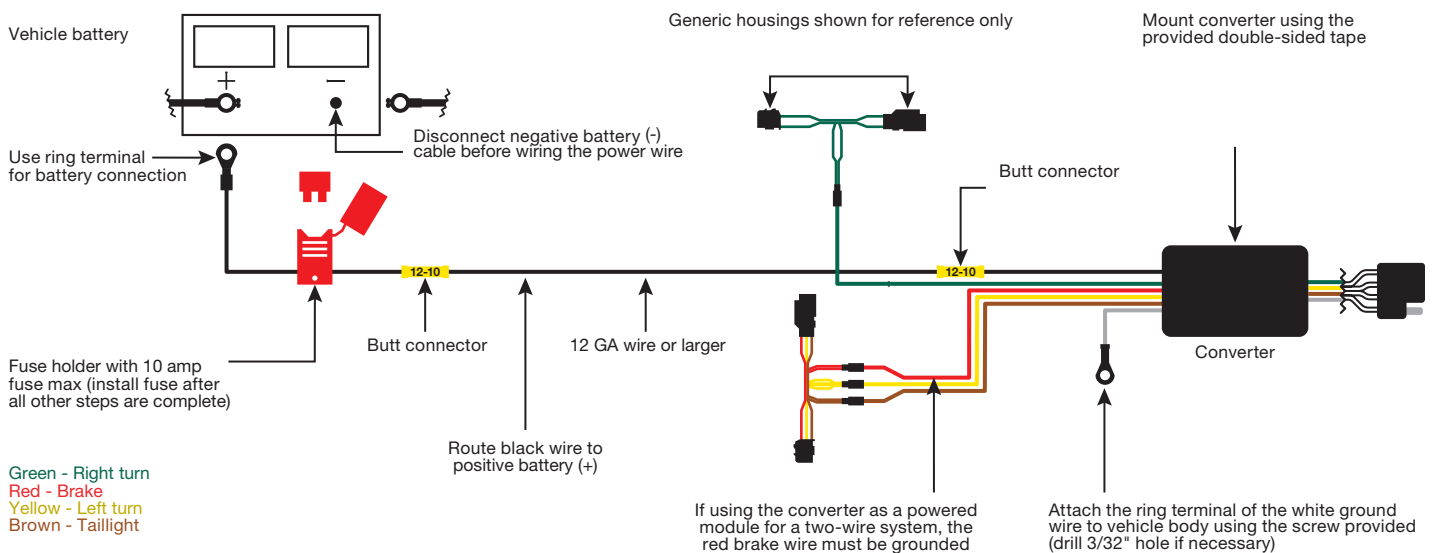 Vehicle battery
+
–
Generic housings shown for reference only
Mount converter using the
provided double-sided tape
Disconnect negative battery (-)
cable before wiring the power wire
Use ring terminal
for battery connection
Butt connector
12-10
12-10
Fuse holder with 10 amp
fuse max (install fuse after
all other steps are complete)
Butt connector
12 GA wire or larger
Converter
Route black wire to
positive battery (+)
Green - Right turn
Red - Brake
Yellow - Left turn
Brown - Taillight
If using the converter as a powered
module for a two-wire system, the
red brake wire must be grounded
Attach the ring terminal of the white ground
wire to vehicle body using the screw provided
(drill 3/32" hole if necessary)